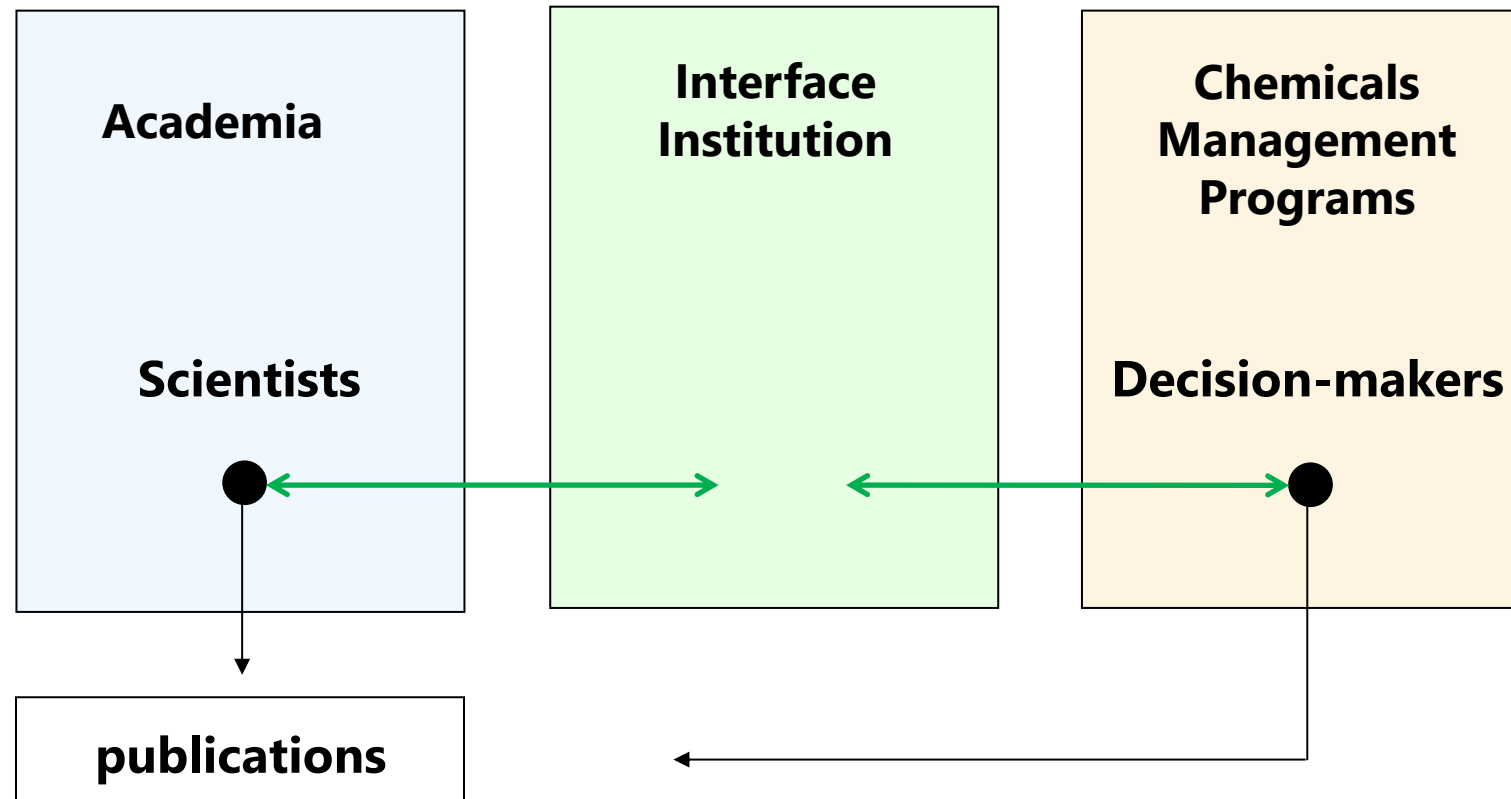 Academia
Interface
Institution
Chemicals
Management
Programs
Scientists
Decision-makers
publications